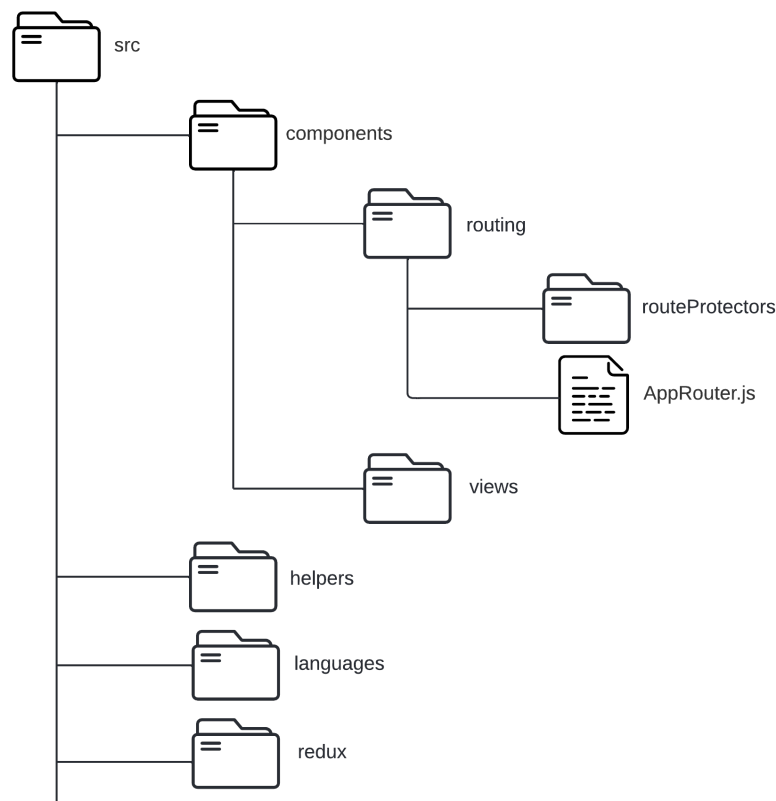 src
components
routing
routeProtectors
AppRouter.js
views
helpers
languages
redux